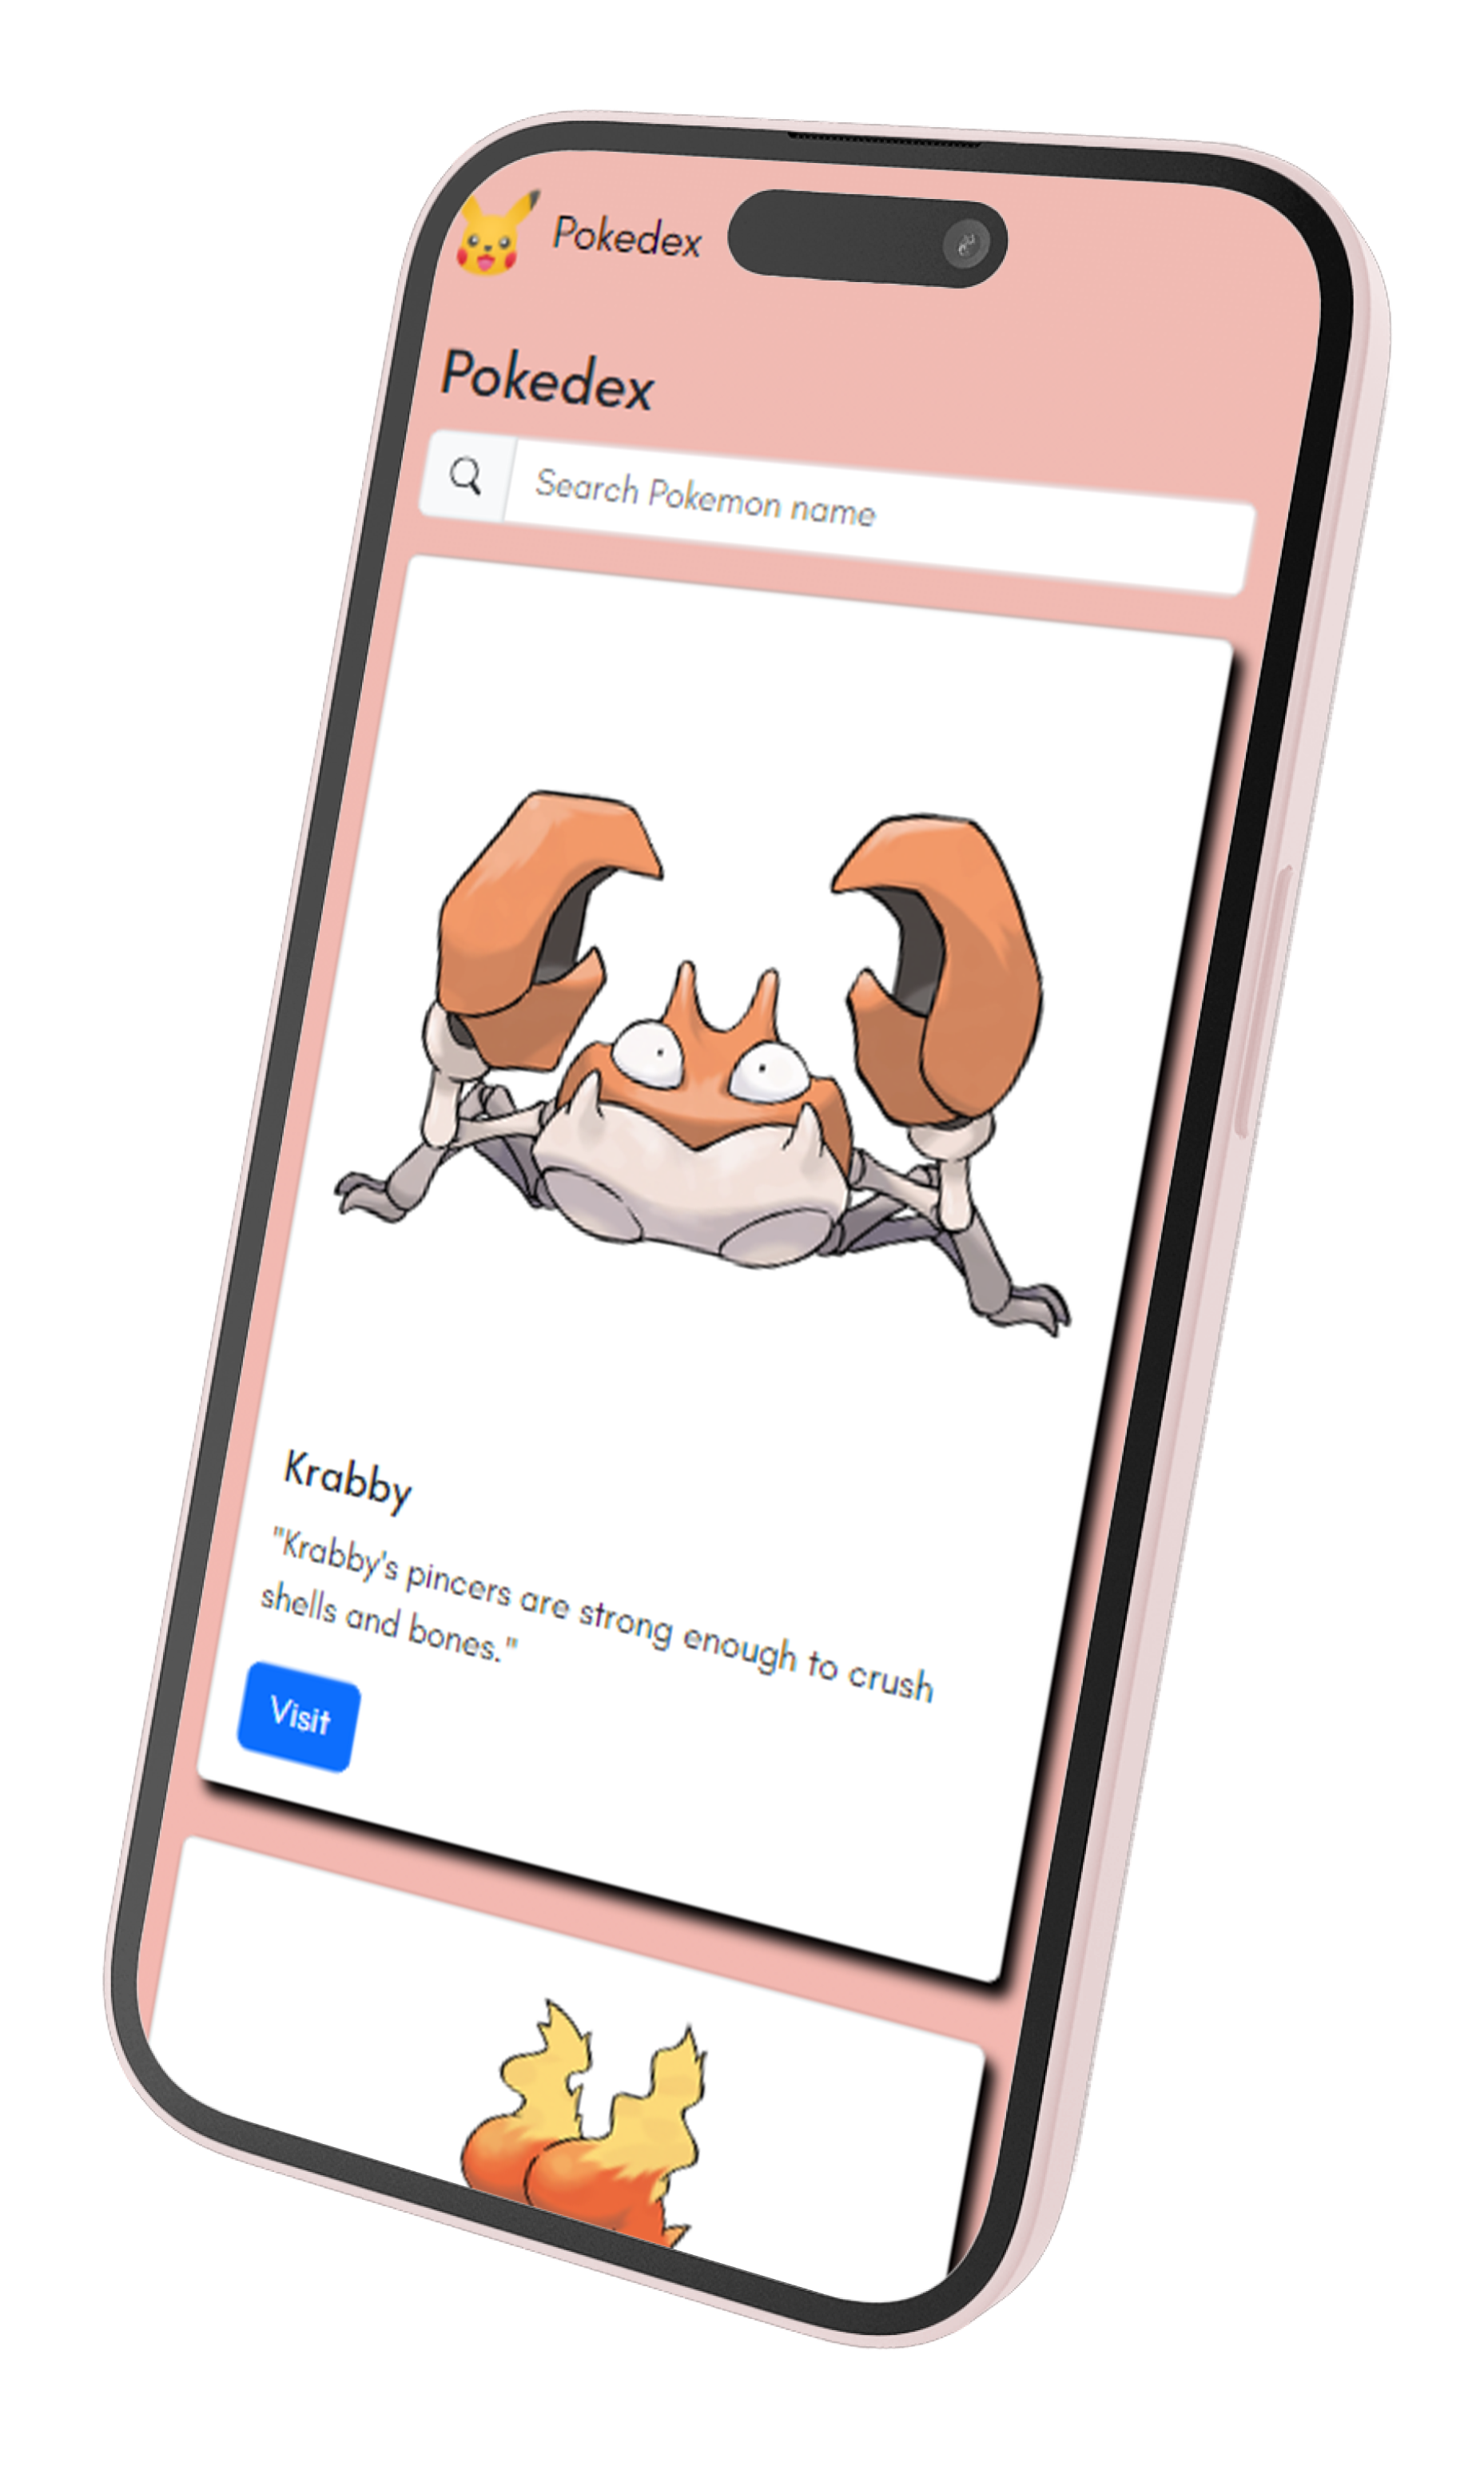 Pokedex
Pokedex
Search Pokemon name
Krabby
"Krabby's pincers are strong enough to crush
shells and bones."
Visit